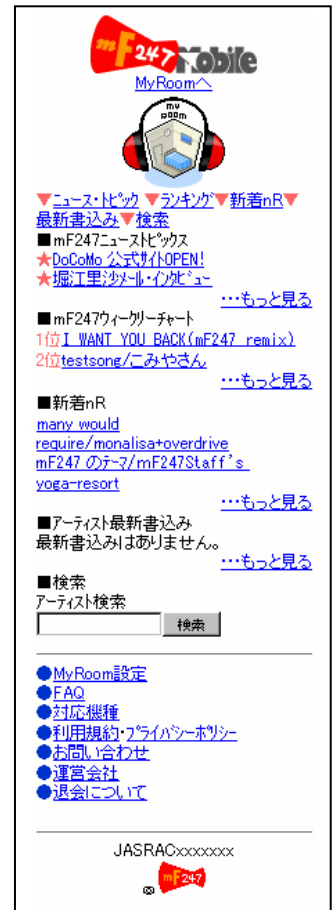 mF247 Mobile
MyRoomへ
my room
▼ニュース・トピック ▼ランキング▼新着nR▼
最新書込み▼検索
■mF247ニューストピックス
★DoCoMo 公式サイトOPEN!
★堀江里沙メール・インタビュー
…もっと見る
■mF247ウィークリーチャート
1位I WANT YOU BACK(mF247 remix)
2位testsong/こみやさん
…もっと見る
■新着nR
many would
require/monalisa+overdrive
mF247 のテーマ/mF247Staff's
yoga-resort
…もっと見る
■アーティスト最新書込み
最新書込みはありません。
…もっと見る
■検索
アーティスト検索
検索
●MyRoom設定
●FAQ
●対応機種
●利用規約・プライバシーポリシー
●お問い合わせ
●運営会社
●退会について
JASRACxxxxxxx
mF247